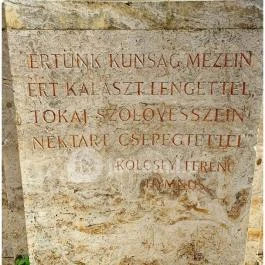 ÉRTÜNK KUNSÁG MEZEIN
ÉRT KALÁSZT LENGETTÉL,
TOKAJ SZŐLŐVESSZEIN
NEKTÁRT CSEPEGTETTÉL
KÖLCSEY FERENC
HIMNUSZ